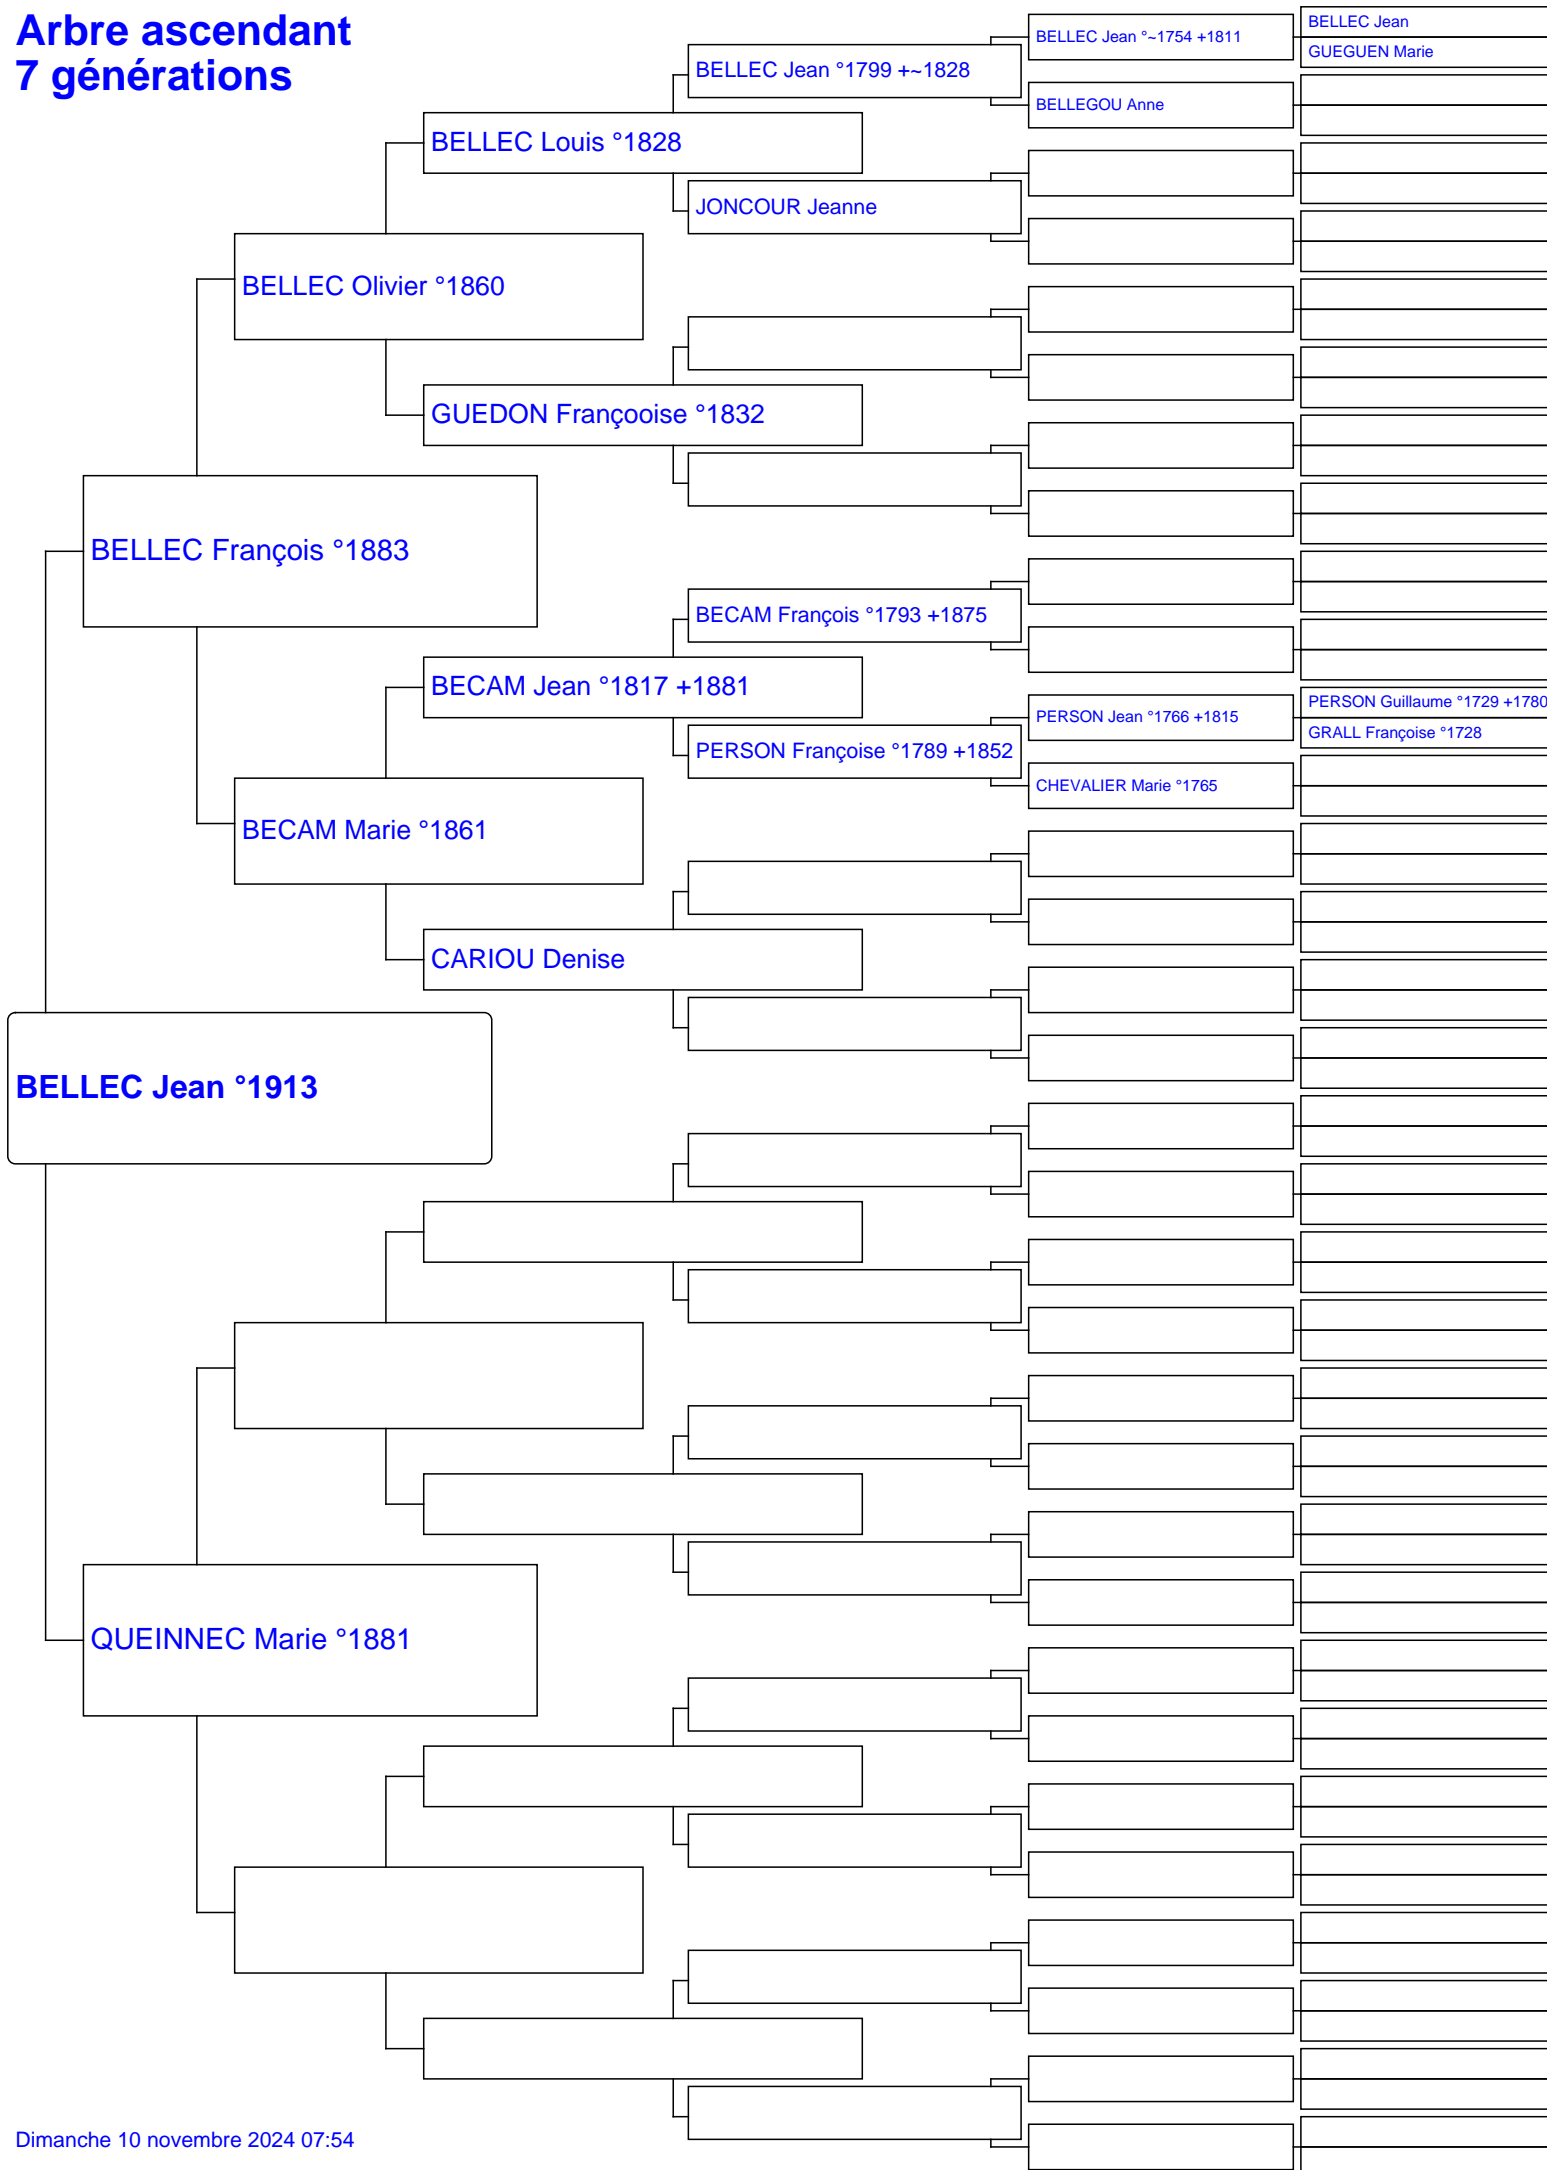 Arbre ascendant
7 générations
BELLEC Jean °~1754 +1811
BELLEC Jean
GUEGUEN Marie
BELLEC Jean °1799 +~1828
BELLEGOU Anne
BELLEC Louis °1828
JONCOUR Jeanne
BELLEC Olivier °1860
GUEDON Françooise °1832
BELLEC François °1883
BECAM François °1793 +1875
BECAM Jean °1817 +1881
PERSON Jean °1766 +1815
PERSON Guillaume °1729 +1780
GRALL Françoise °1728
PERSON Françoise °1789 +1852
CHEVALIER Marie °1765
BECAM Marie °1861
CARIOU Denise
BELLEC Jean °1913
QUEINNEC Marie °1881
Dimanche 10 novembre 2024 07:54